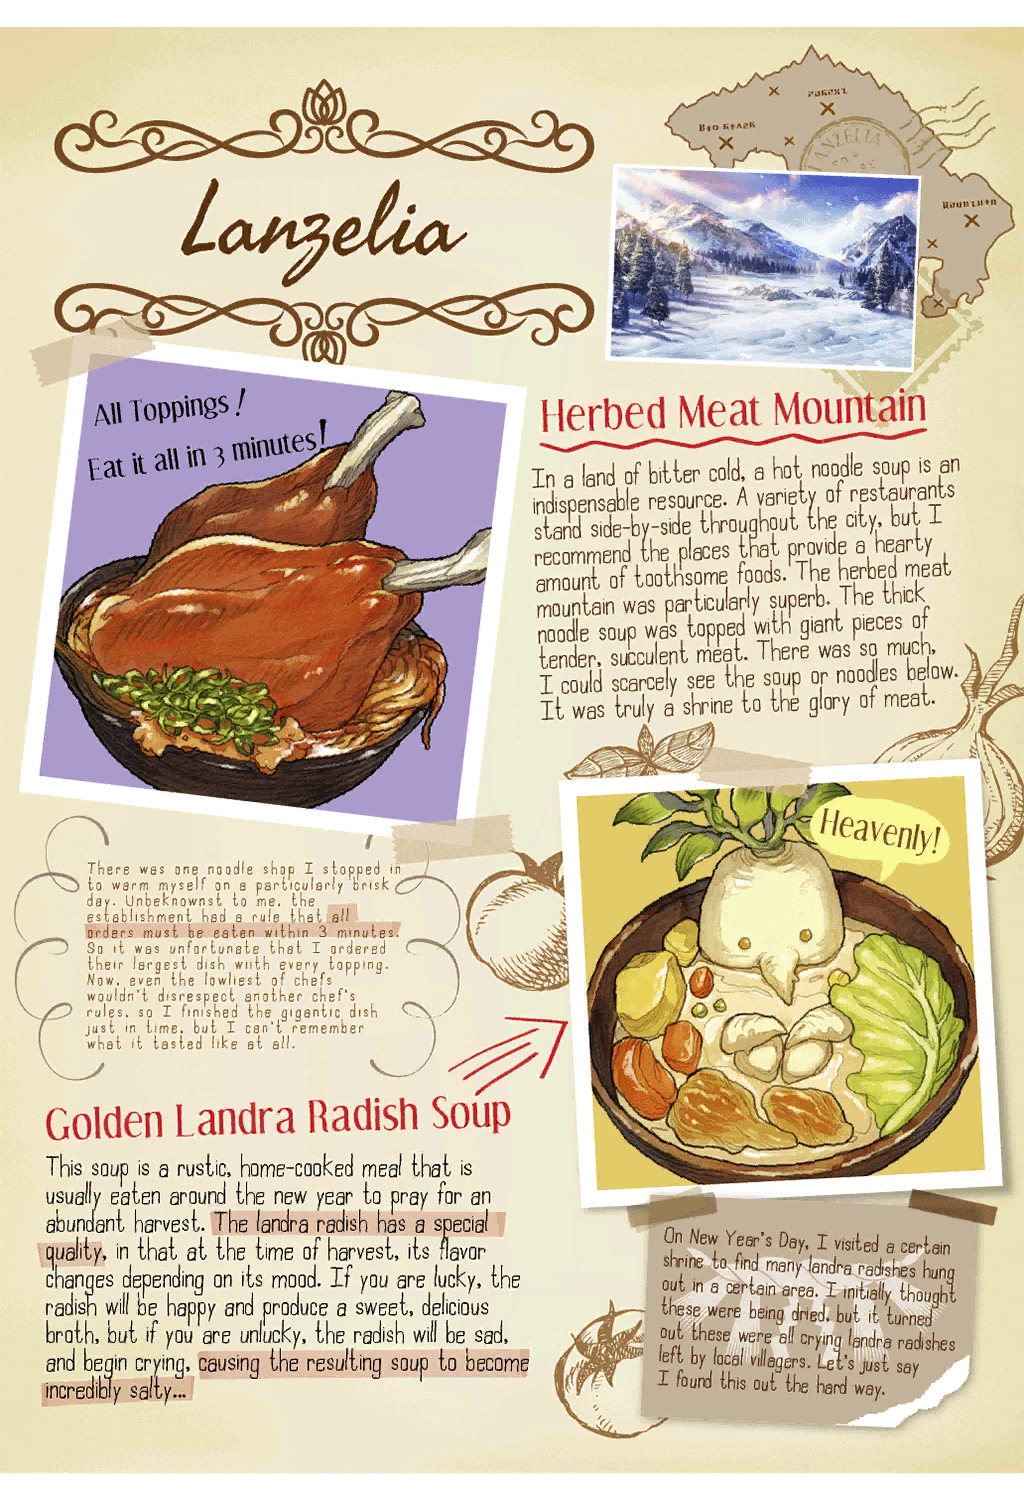 Lanzelia
LANZELIA
All Toppings!
Eat it all in 3 minutes!
Herbed Meat Mountain
In a land of bitter cold, a hot noodle soup is an
indispensable resource. A variety of restaurants
stand side-by-side throughout the city, but I
recommend the places that provide a hearty
amount of toothsome foods. The herbed meat
mountain was particularly superb. The thick
noodle soup was topped with giant pieces of
tender, succulent meat. There was so much,
I could scarcely see the soup or noodles below.
It was truly a shrine to the glory of meat.
There was one noodle shop I stopped in
to warm myself on a particularly brisk
day. Unbeknownst to me, the
establishment had a rule that all
orders must be eaten within 3 minutes.
So it was unfortunate that I ordered
their largest dish with every topping.
Now, even the lowliest of chefs
wouldn't disrespect another chef's
rules, so I finished the gigantic dish
just in time, but I can't remember
what it tasted like at all.
Heavenly!
Golden Landra Radish Soup
This soup is a rustic, home-cooked meal that is
usually eaten around the new year to pray for an
abundant harvest. The landra radish has a special
quality, in that at the time of harvest, its flavor
changes depending on its mood. If you are lucky, the
radish will be happy and produce a sweet, delicious
broth, but if you are unlucky, the radish will be sad,
and begin crying, causing the resulting soup to become
incredibly salty...
On New Year's Day, I visited a certain
shrine to find many landra radishes hung
out in a certain area. I initially thought
these were being dried, but it turned
out these were all crying landra radishes
left by local villagers. Let's just say
I found this out the hard way.